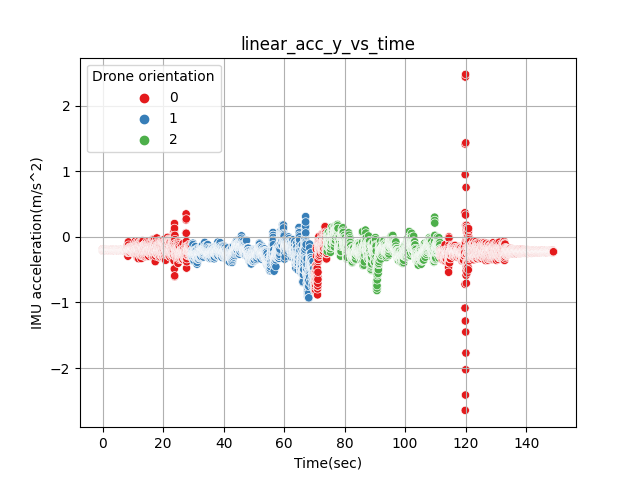 linear_acc_y_vs_time
Drone orientation
0
1
2
IMU acceleration(m/s^2)
2
1
0
−1
−2
0 20 40 60 80 100 120 140
Time(sec)